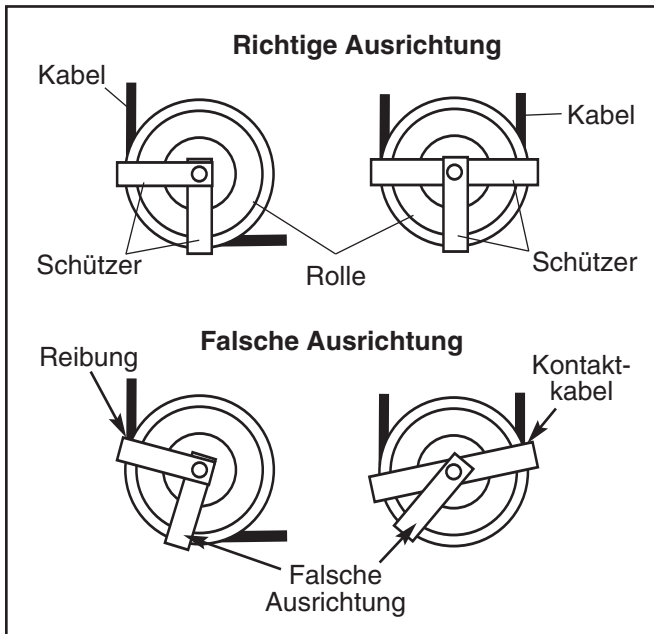 Richtige Ausrichtung
Kabel
Kabel
Schützer
Rolle
Schützer
Falsche Ausrichtung
Reibung
Kontakt-
kabel
Falsche
Ausrichtung